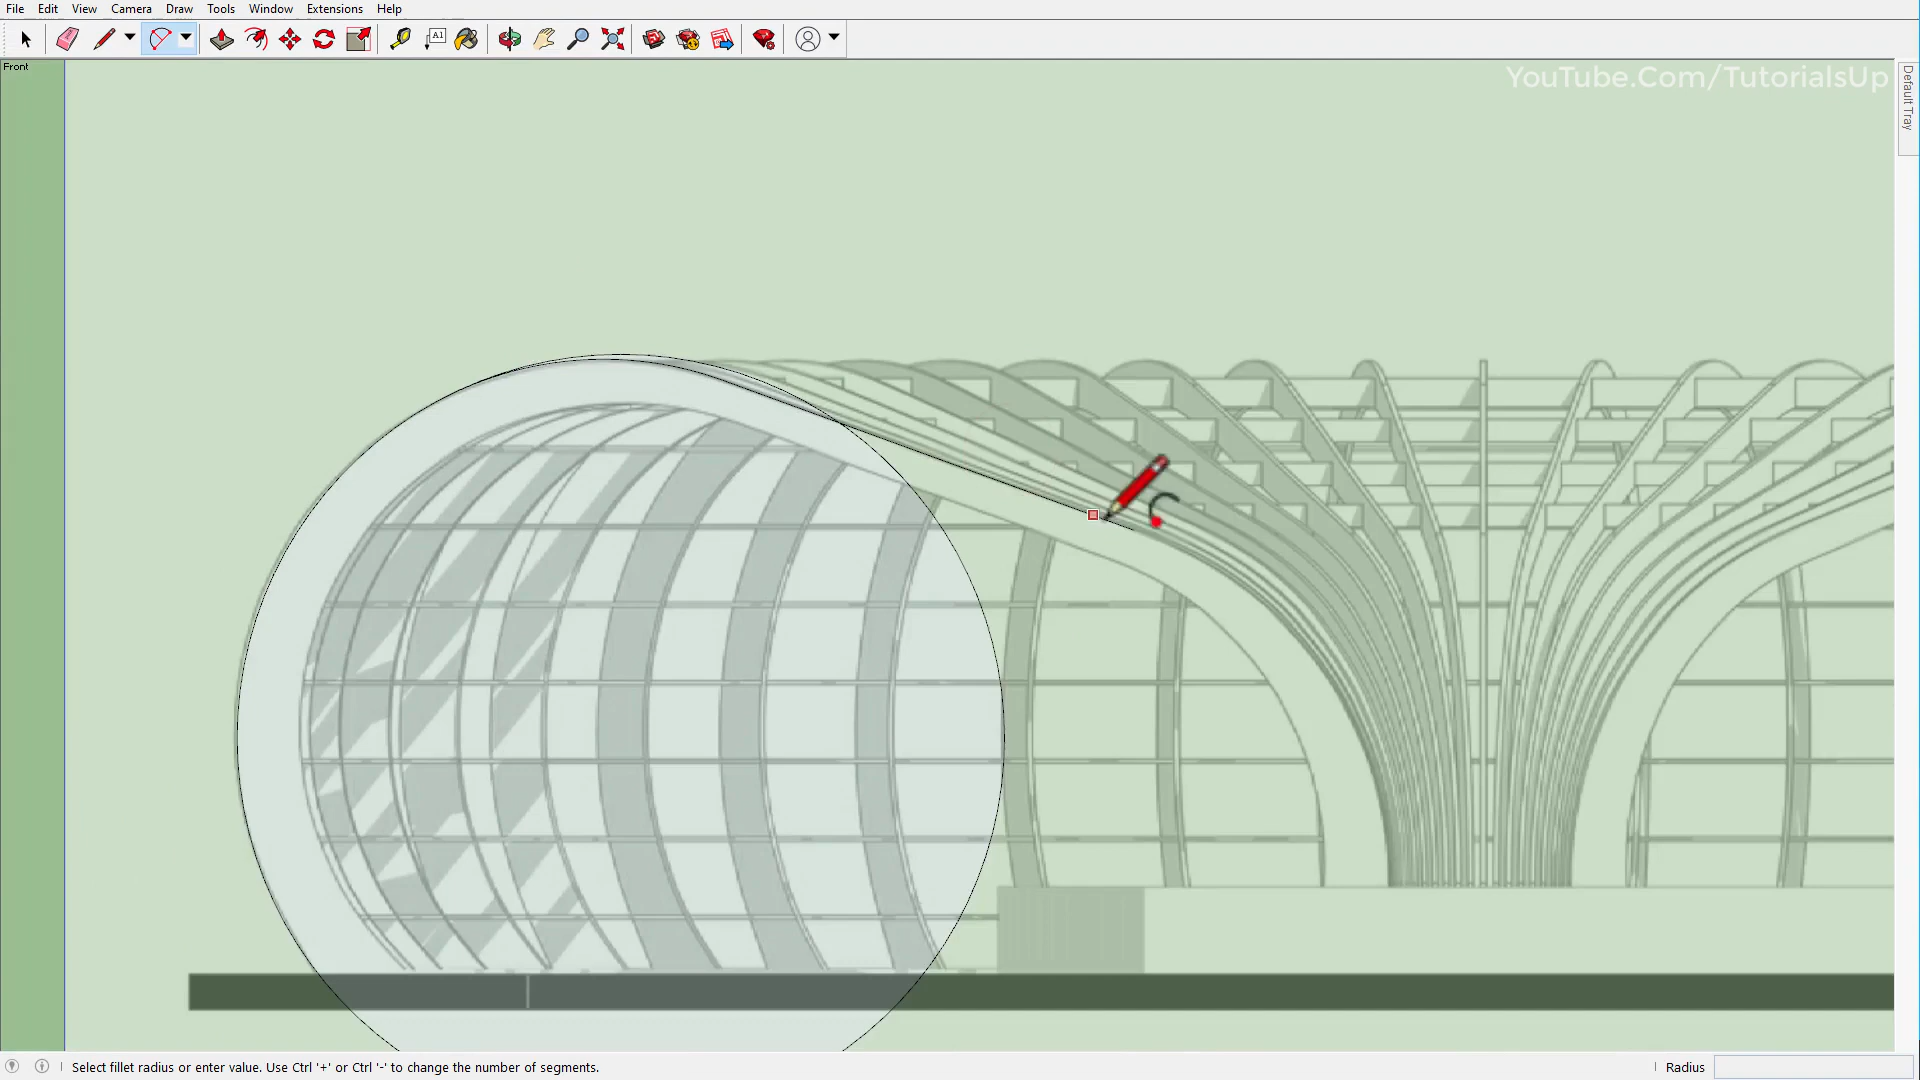 File Edit View Camera Draw Tools Window Extensions Help
A1
Front
YouTube.Com/TutorialsUp
Default Tray
Select fillet radius or enter value. Use Ctrl '+' or Ctrl '-' to change the number of segments.
Radius